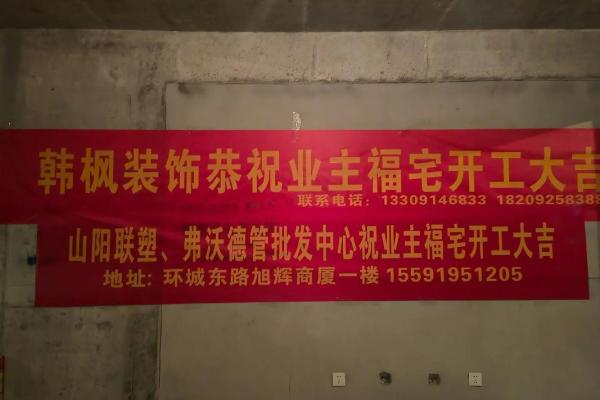 韩枫装饰恭祝业主福宅开工大吉
联系电话：13309146833 1820925838
山阳联塑、弗沃德管批发中心祝业主福宅开工大吉
地址: 环城东路旭辉商厦一楼 15591951205